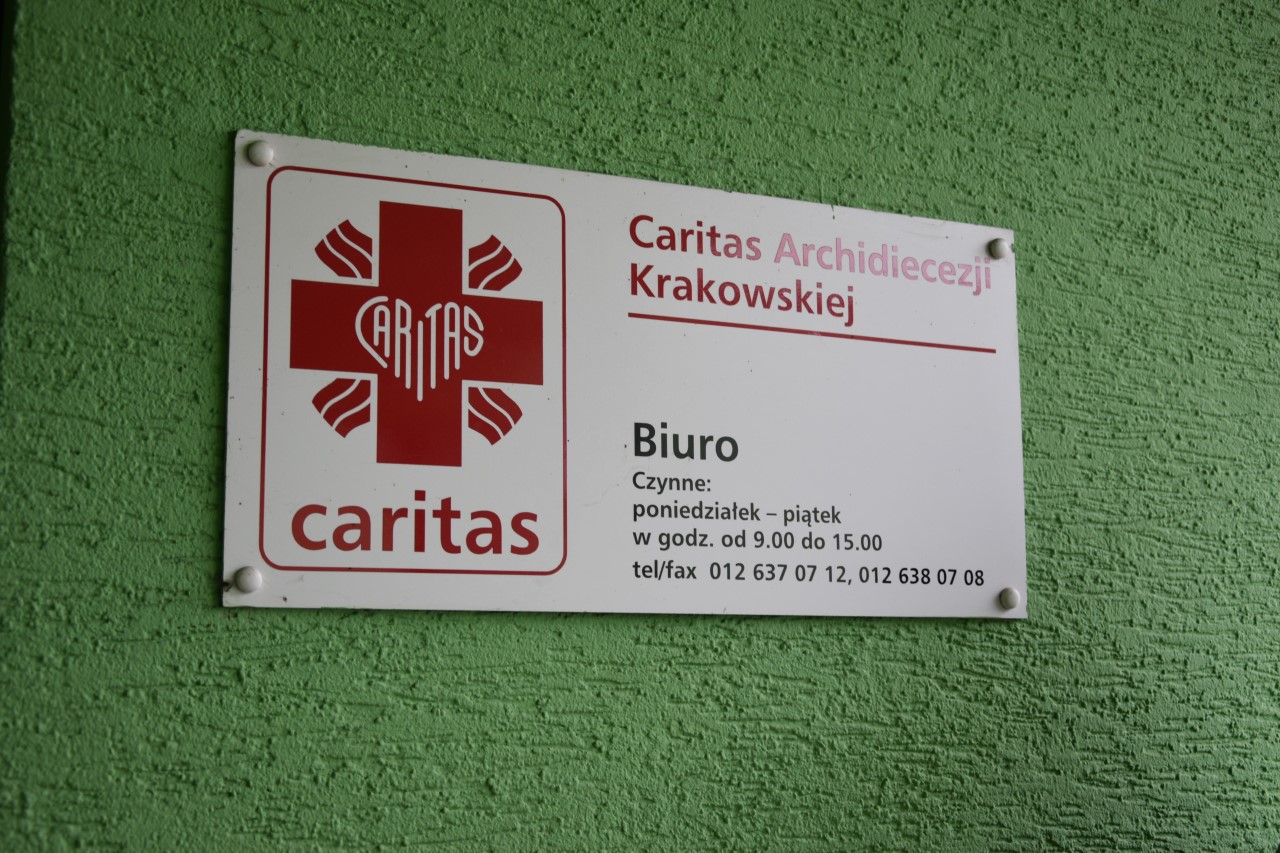 CARITAS
caritas
Caritas Archidiecezji
Krakowskiej
Biuro
Czynne:
poniedziałek – piątek
w godz. od 9.00 do 15.00
tel/fax 012 637 07 12, 012 638 07 08